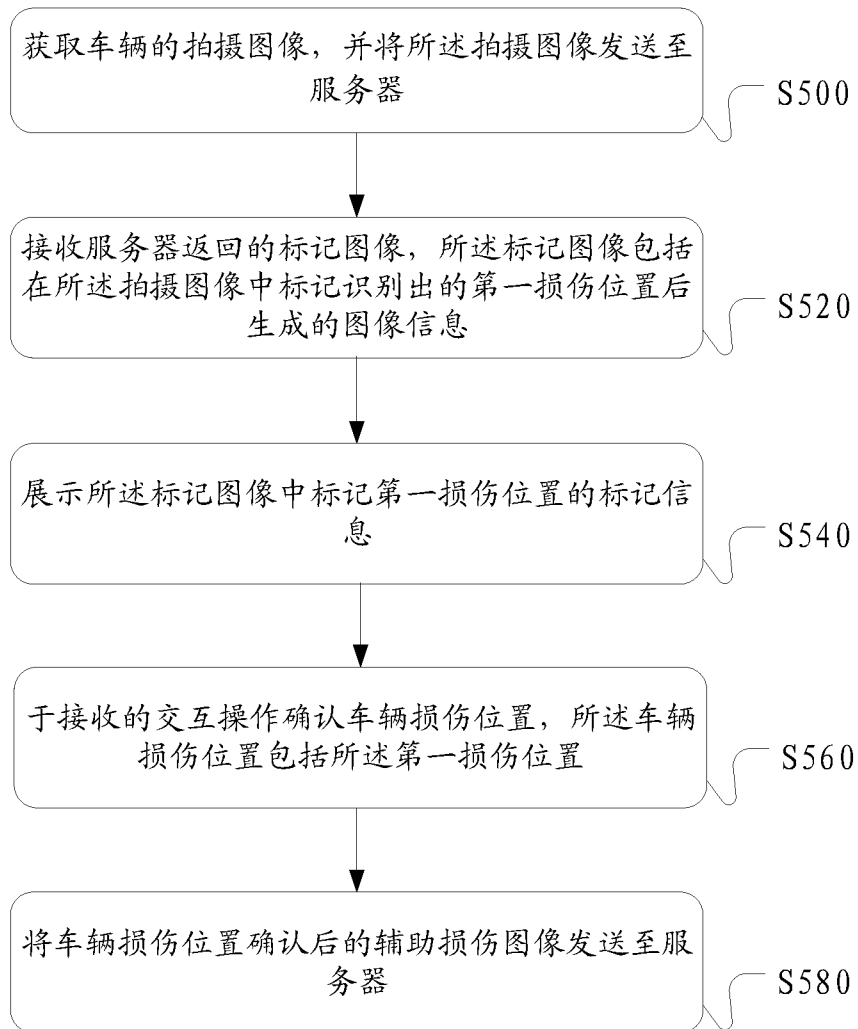 获取车辆的拍摄图像，并将所述拍摄图像发送至
服务器
S500
接收服务器返回的标记图像，所述标记图像包括
在所述拍摄图像中标记识别出的第一损伤位置后
生成的图像信息
S520
展示所述标记图像中标记第一损伤位置的标记信
息
S540
于接收的交互操作确认车辆损伤位置，所述车辆
损伤位置包括所述第一损伤位置
S560
将车辆损伤位置确认后的辅助损伤图像发送至服
务器
S580